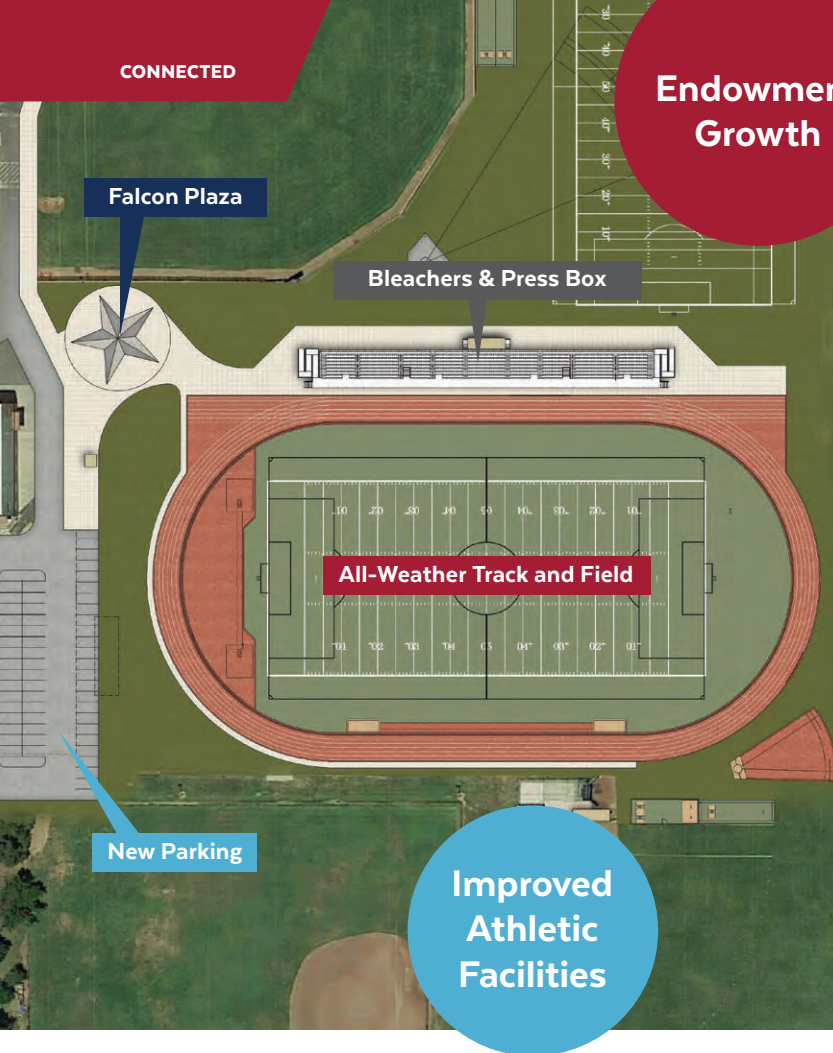 CONNECTED
Endowmen
Growth
Falcon Plaza
Bleachers & Press Box
All-Weather Track and Field
New Parking
Improved
Athletic
Facilities